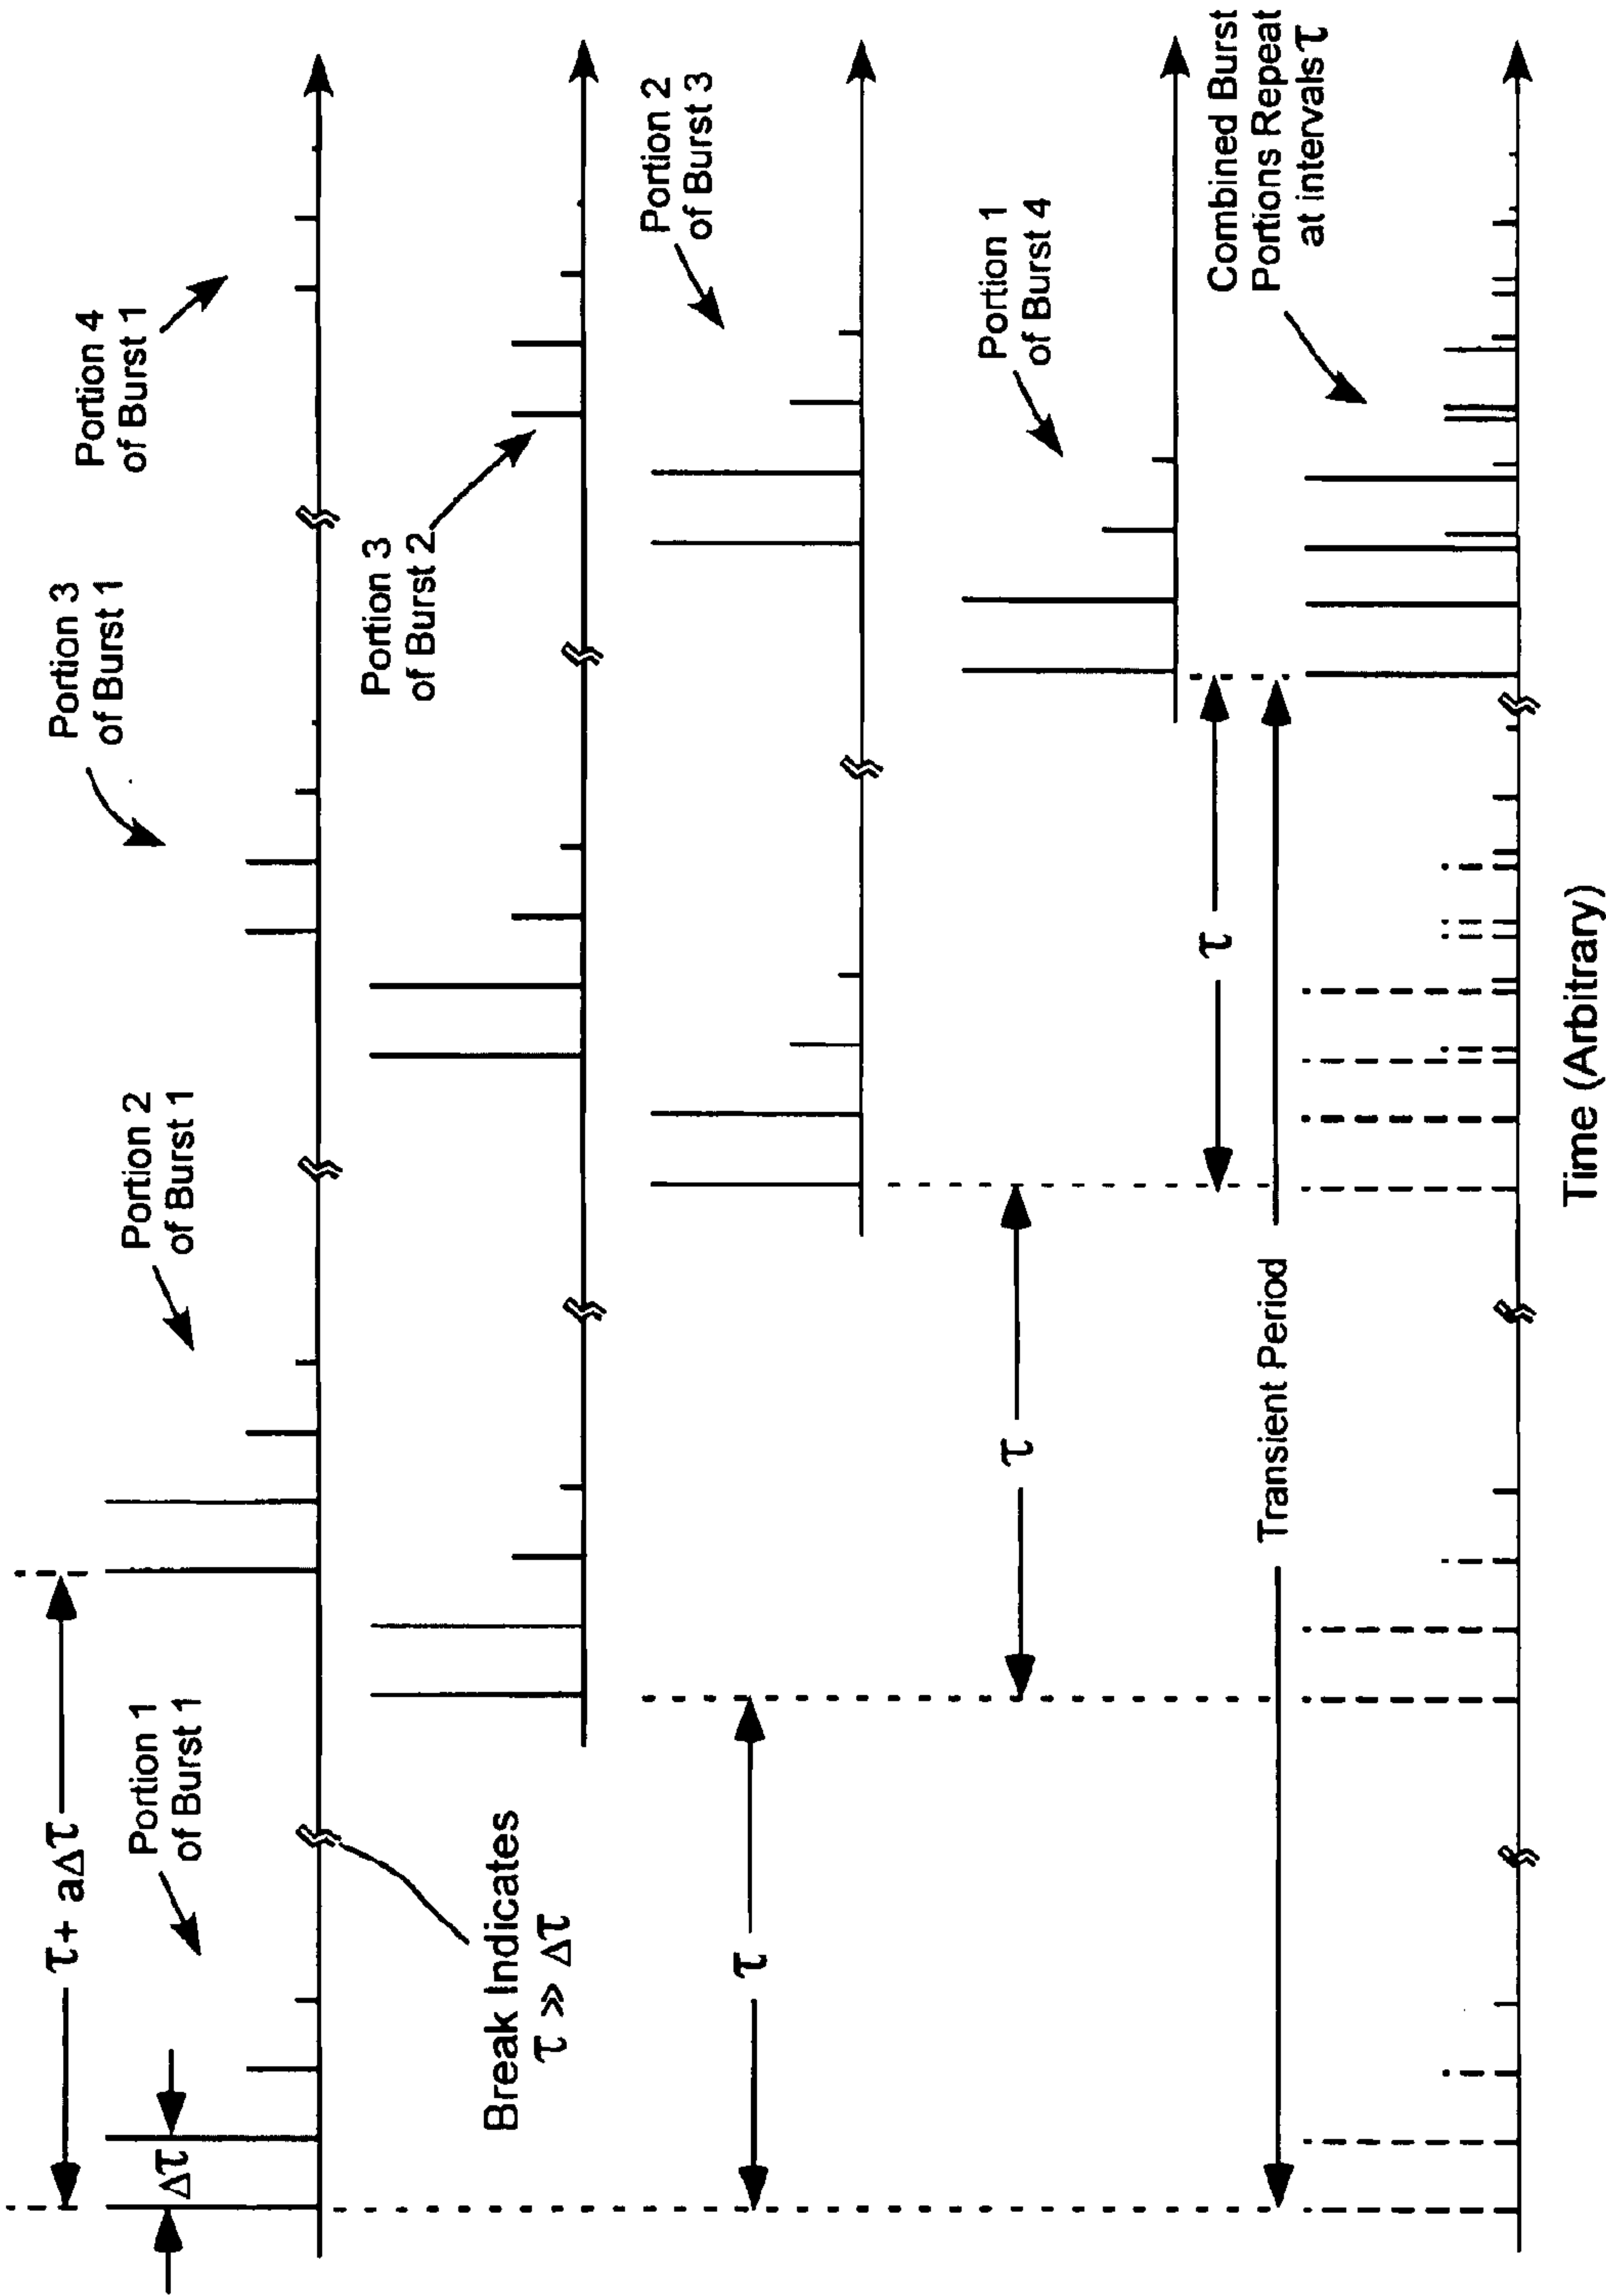 τ + aΔτ
Δτ
Portion 1
of Burst 1
Portion 2
of Burst 1
Portion 3
of Burst 1
Portion 4
of Burst 1
Break Indicates
τ >> Δτ
Portion 3
of Burst 2
τ
Portion 2
of Burst 3
τ
Portion 1
of Burst 4
τ
Transient Period
Combined Burst
Portions Repeat
at intervals τ
Time (Arbitrary)